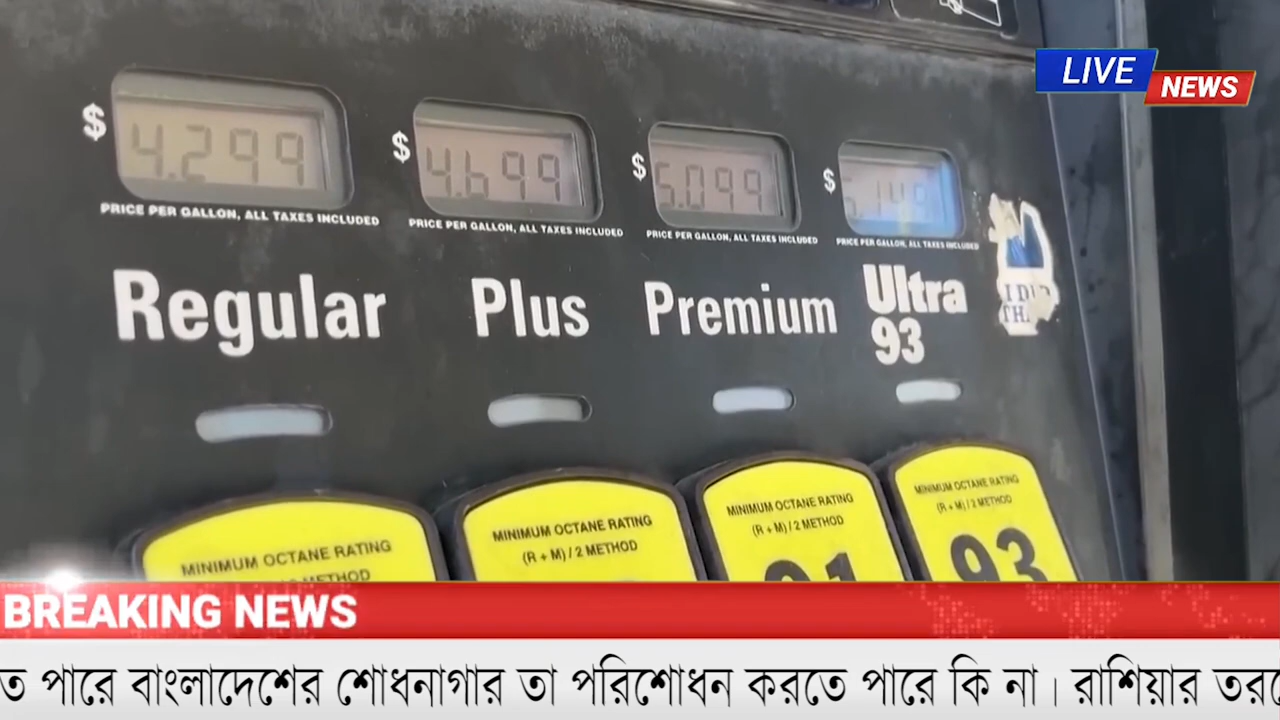 LIVE
NEWS
$ 4.299
$ 4.699
$ 5.099
$
PRICE PER GALLON, ALL TAXES INCLUDED
PRICE PER GALLON, ALL TAXES INCLUDED
PRICE PER GALLON, ALL TAXES INCLUDED
PRICE PER GALLON, ALL TAXES INCLUDED
Regular
Plus
Premium
Ultra
93
MINIMUM OCTANE RATING
METHOD
MINIMUM OCTANE RATING
(R + M) / 2 METHOD
MINIMUM OCTANE RATING
(R + M) / 2 METHOD
91
MINIMUM OCTANE RATING
(R + M) / 2 METHOD
93
BREAKING NEWS
ত পারে বাংলাদেশের শোধনাগার তা পরিশোধন করতে পারে কি না। রাশিয়ার